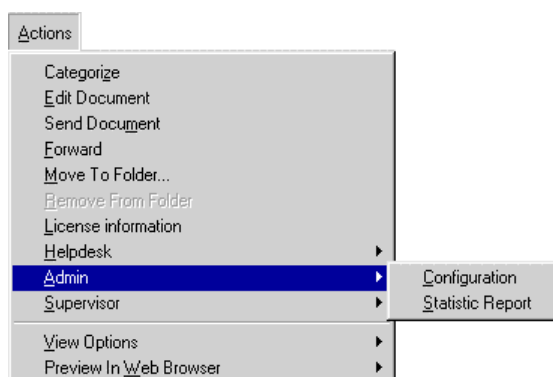 Actions
Categorize
Edit Document
Send Document
Forward
Move To Folder...
Remove From Folder
License information
Helpdesk
Admin
Configuration
Supervisor
Statistic Report
View Options
Preview In Web Browser